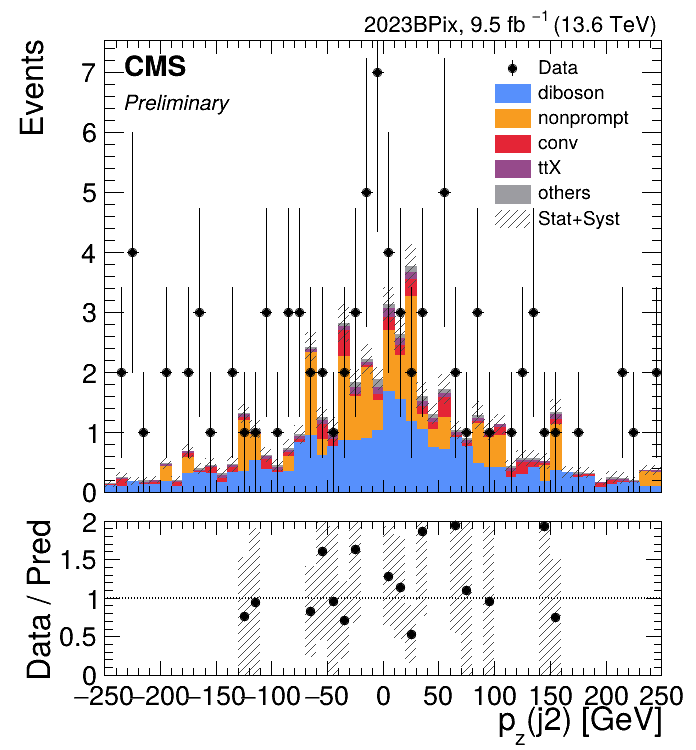 2023BPix, 9.5 fb⁻¹ (13.6 TeV)
Events
CMS
Preliminary
Data
diboson
nonprompt
conv
ttX
others
Stat+Syst
7
6
5
4
3
2
1
0
Data / Pred
2
1.5
1
0.5
0
−250 −200 −150 −100 −50 0 50 100 150 200 250
p_z(j2) [GeV]